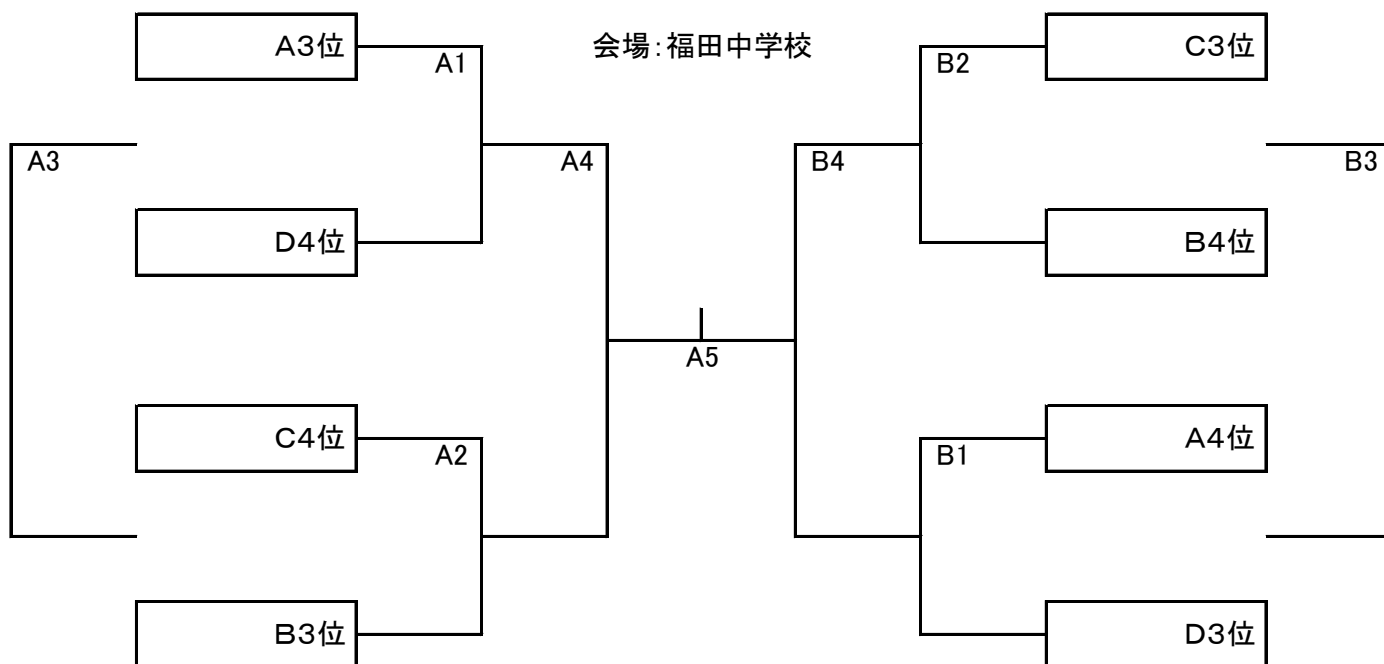 A3位
会場:福田中学校
C3位
A1
B2
A3
A4
B4
B3
D4位
B4位
A5
C4位
A4位
A2
B1
B3位
D3位